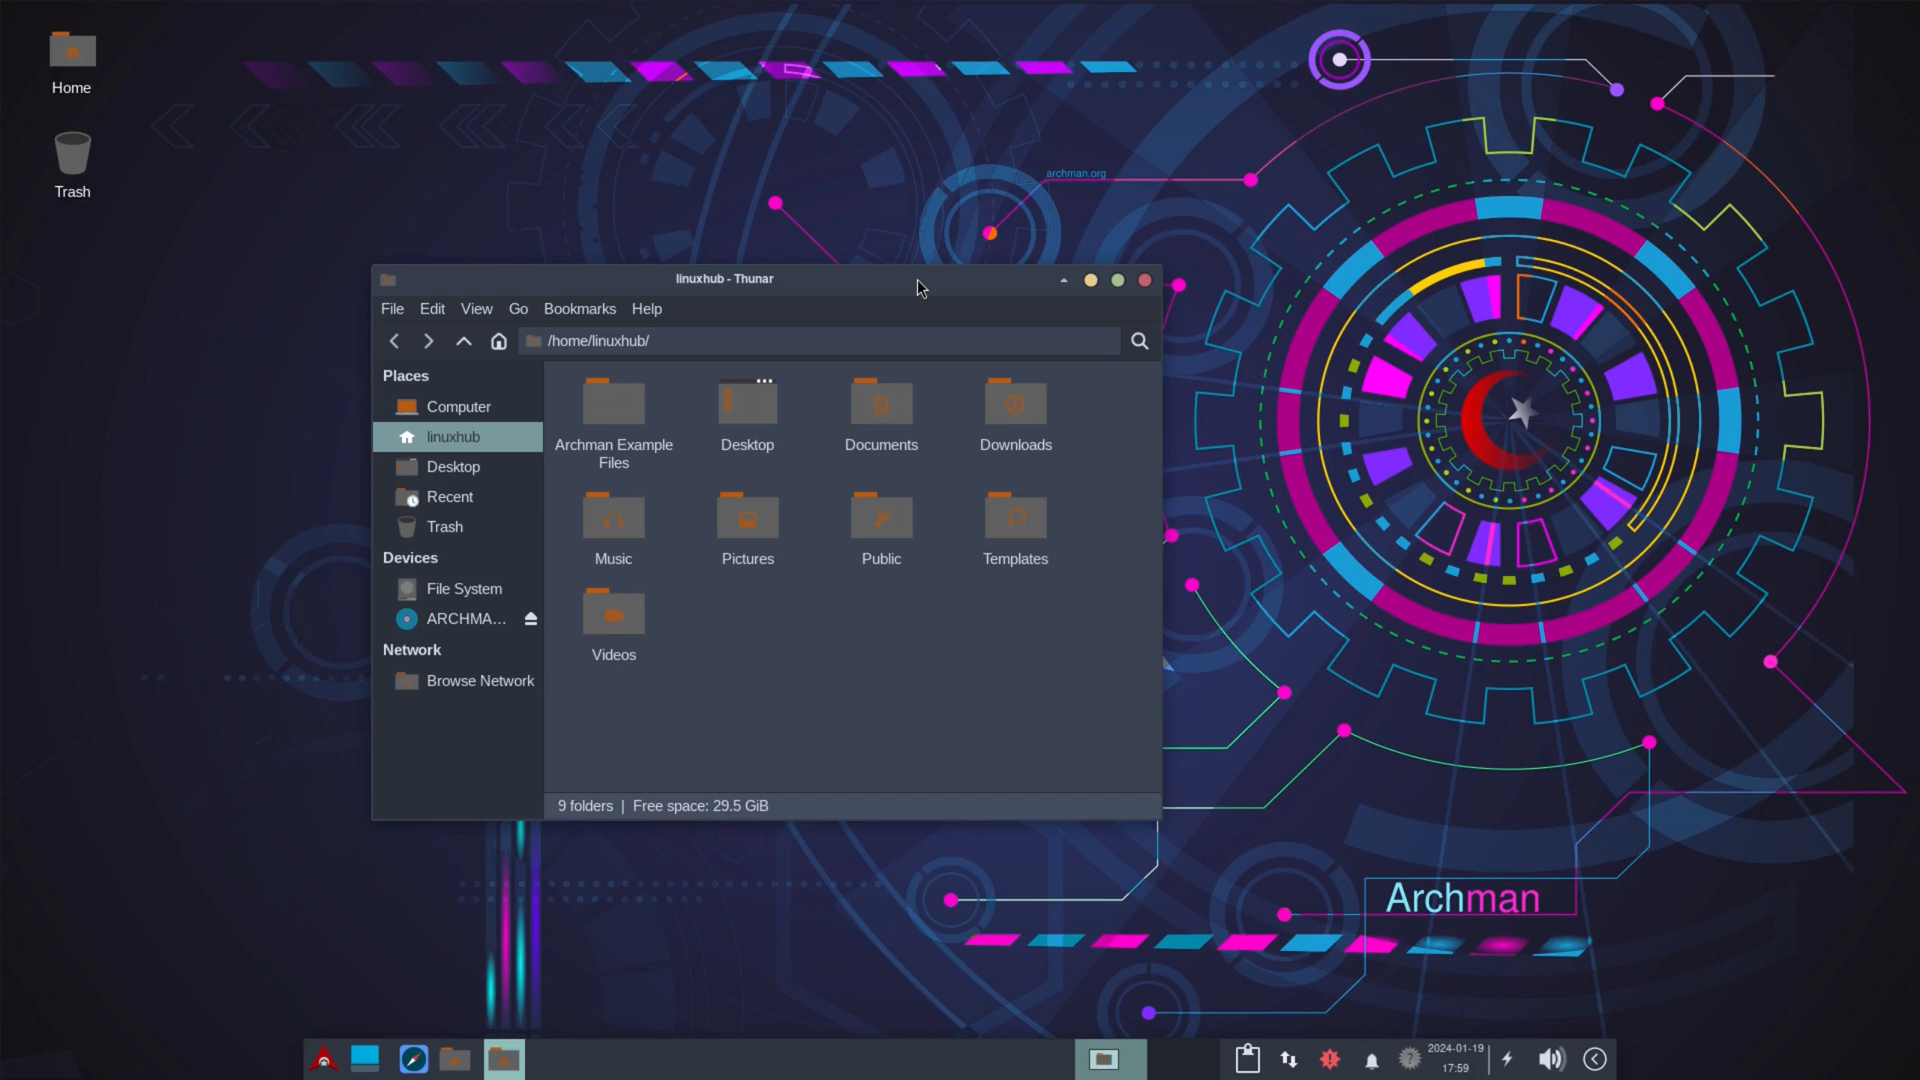 Home
Trash
archman.org
linuxhub - Thunar
File Edit View Go Bookmarks Help
/home/linuxhub/
Places
Computer
linuxhub
Desktop
Recent
Trash
Devices
File System
ARCHMA...
Network
Browse Network
Archman Example
Files
Desktop
Documents
Downloads
Music
Pictures
Public
Templates
Videos
9 folders | Free space: 29.5 GiB
Archman
2024-01-19
17:59